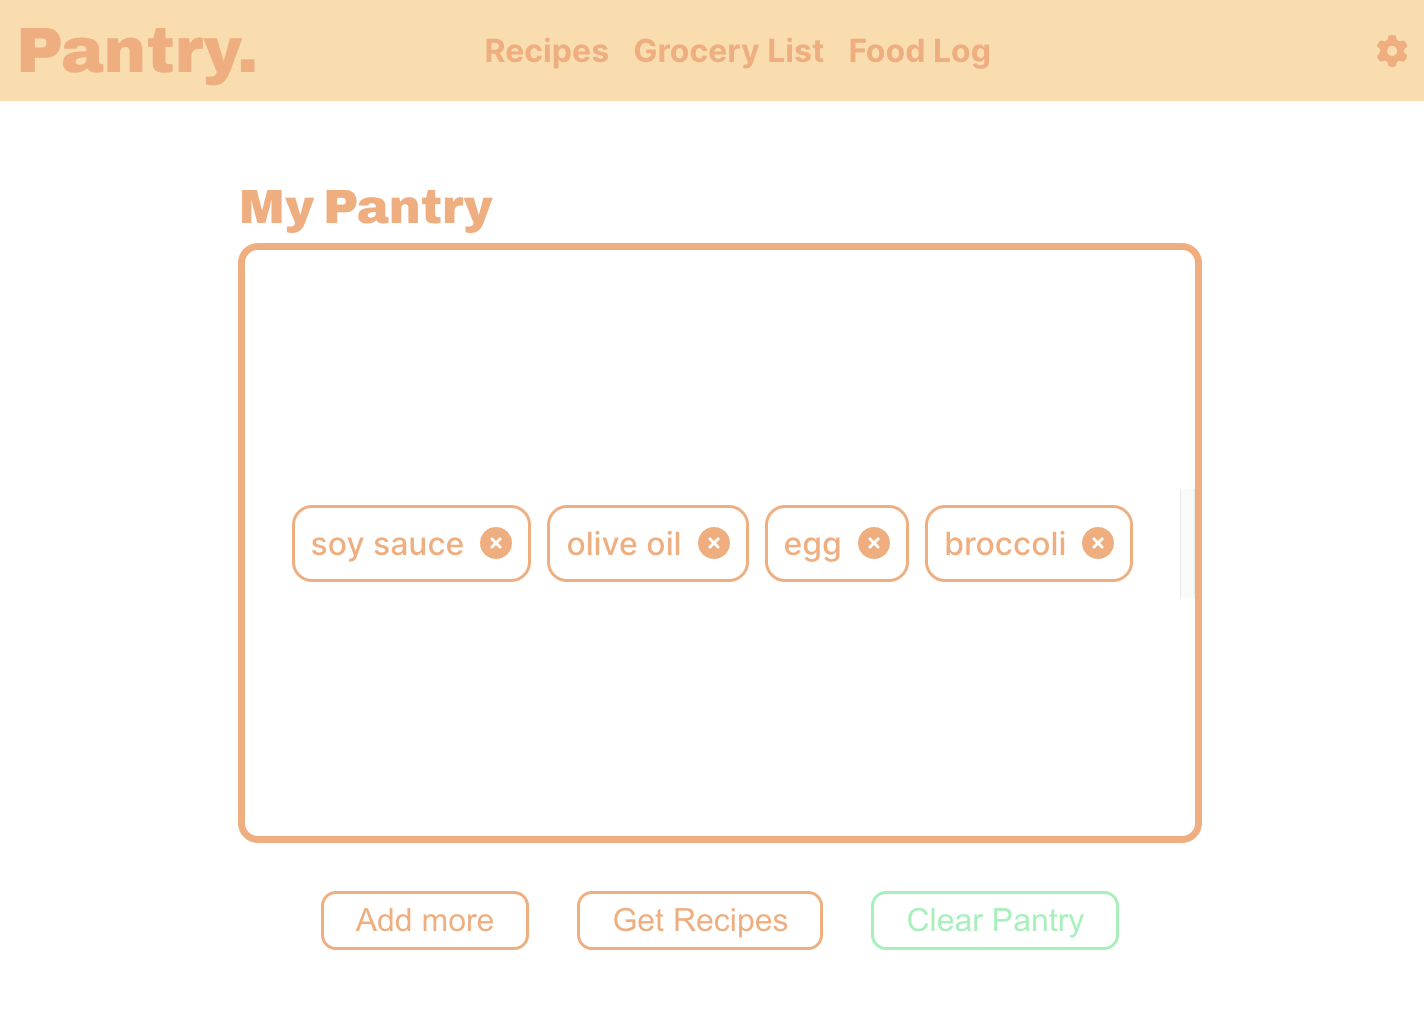 Pantry.
Recipes Grocery List Food Log
My Pantry
soy sauce olive oil egg broccoli
Add more Get Recipes Clear Pantry